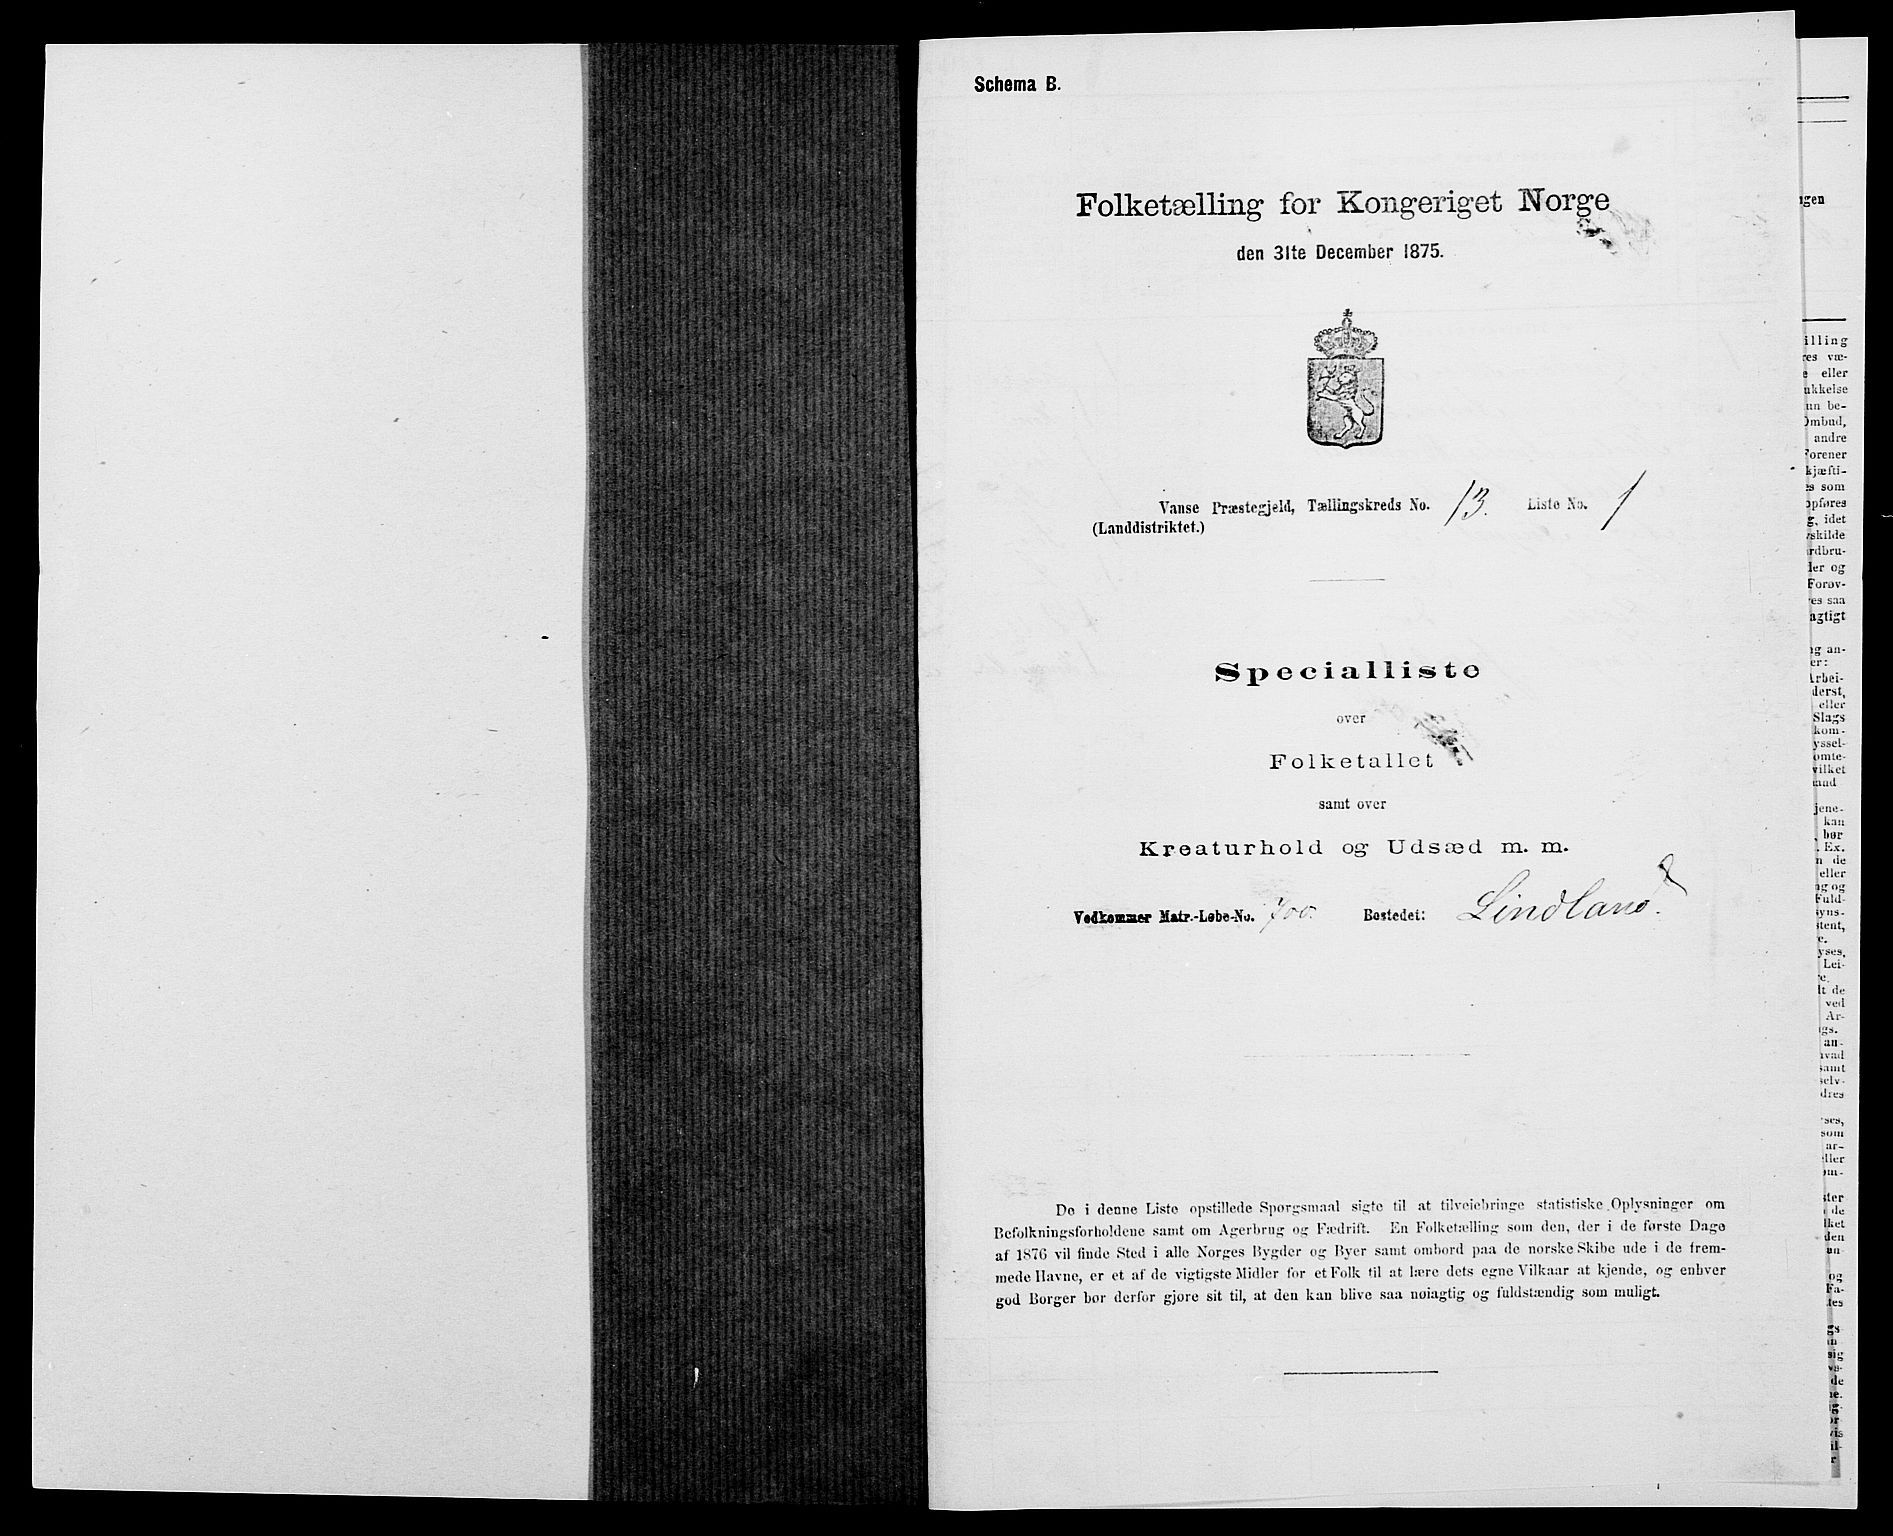 Schema B.
Folketælling for Kongeriget Norge
den 31te December 1875.
Vanse Præstegjeld, Tællingskreds No. 13. Liste No. 1
(Landdistriktet.)
Specialliste
over
Folketallet
samt over
Kreaturhold og Udsæd m. m.
Vedkommer Matr.-Løbe-No. 700. Bostedet: Lindland.
De i denne Liste opstillede Spørgsmaal sigte til at tilveiebringe statistiske Oplysninger om
Befolkningsforholdene samt om Agerbrug og Fædrift. En Folketælling som den, der i de første Dage
af 1876 vil finde Sted i alle Norges Bygder og Byer samt ombord paa de norske Skibe ude i de frem-
mede Havne, er et af de vigtigste Midler for et Folk til at lære dets egne Vilkaar at kjende, og enhver
god Borger bør derfor gjøre sit til, at den kan blive saa nøiagtig og fuldstændig som muligt.